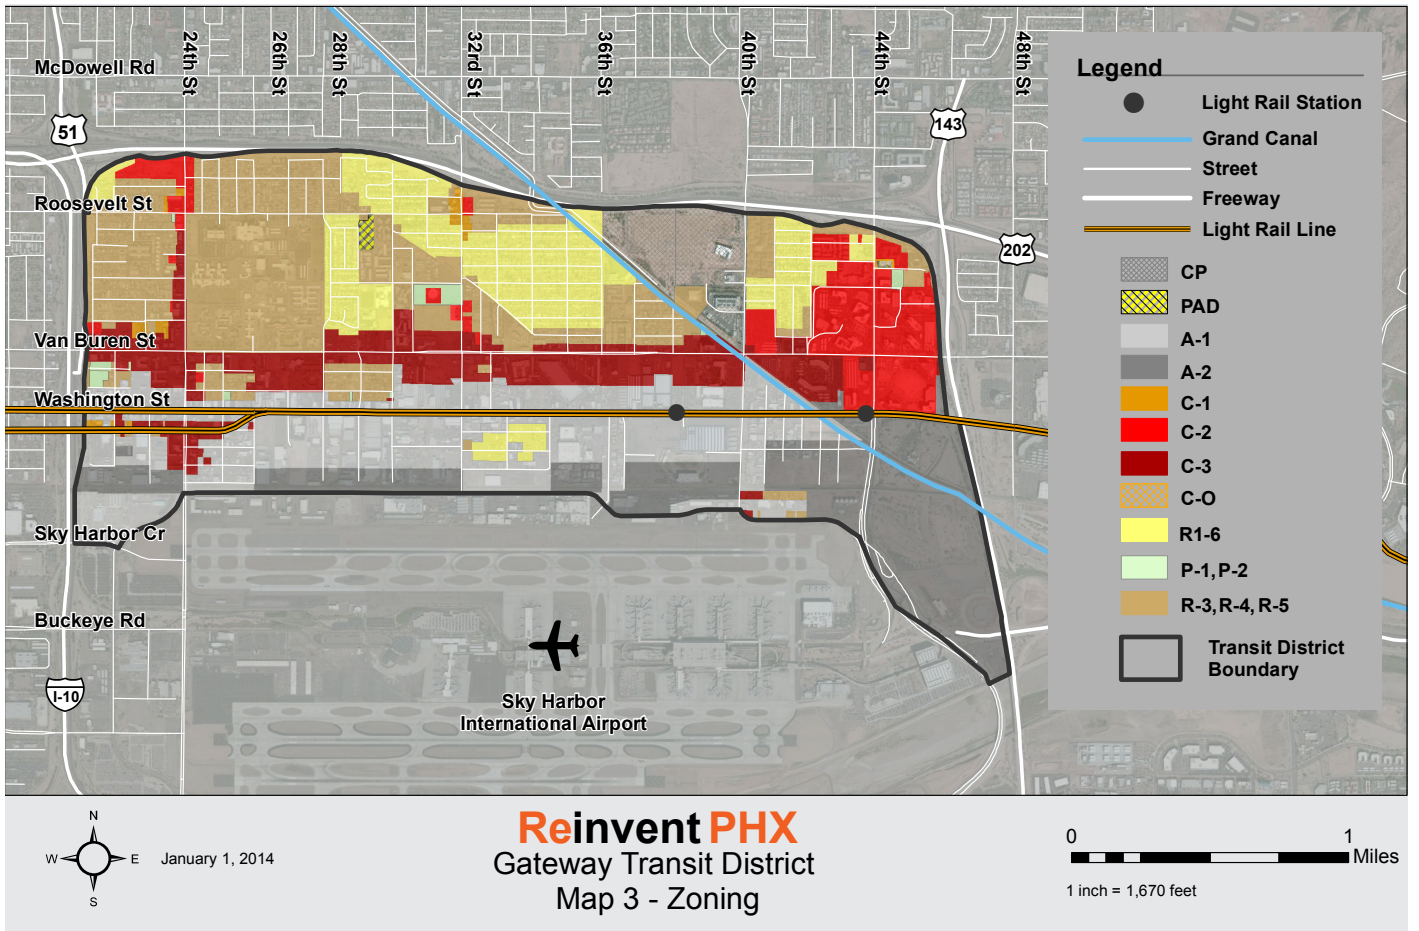 24th St
26th St
28th St
32rd St
36th St
40th St
44th St
48th St
McDowell Rd
51
143
Roosevelt St
202
Van Buren St
Washington St
Sky Harbor Cr
Buckeye Rd
I-10
Sky Harbor
International Airport
Legend
Light Rail Station
Grand Canal
Street
Freeway
Light Rail Line
CP
PAD
A-1
A-2
C-1
C-2
C-3
C-O
R1-6
P-1, P-2
R-3, R-4, R-5
Transit District
Boundary
N
W E
S
January 1, 2014
Reinvent PHX
Gateway Transit District
Map 3 - Zoning
0 1
Miles
1 inch = 1,670 feet